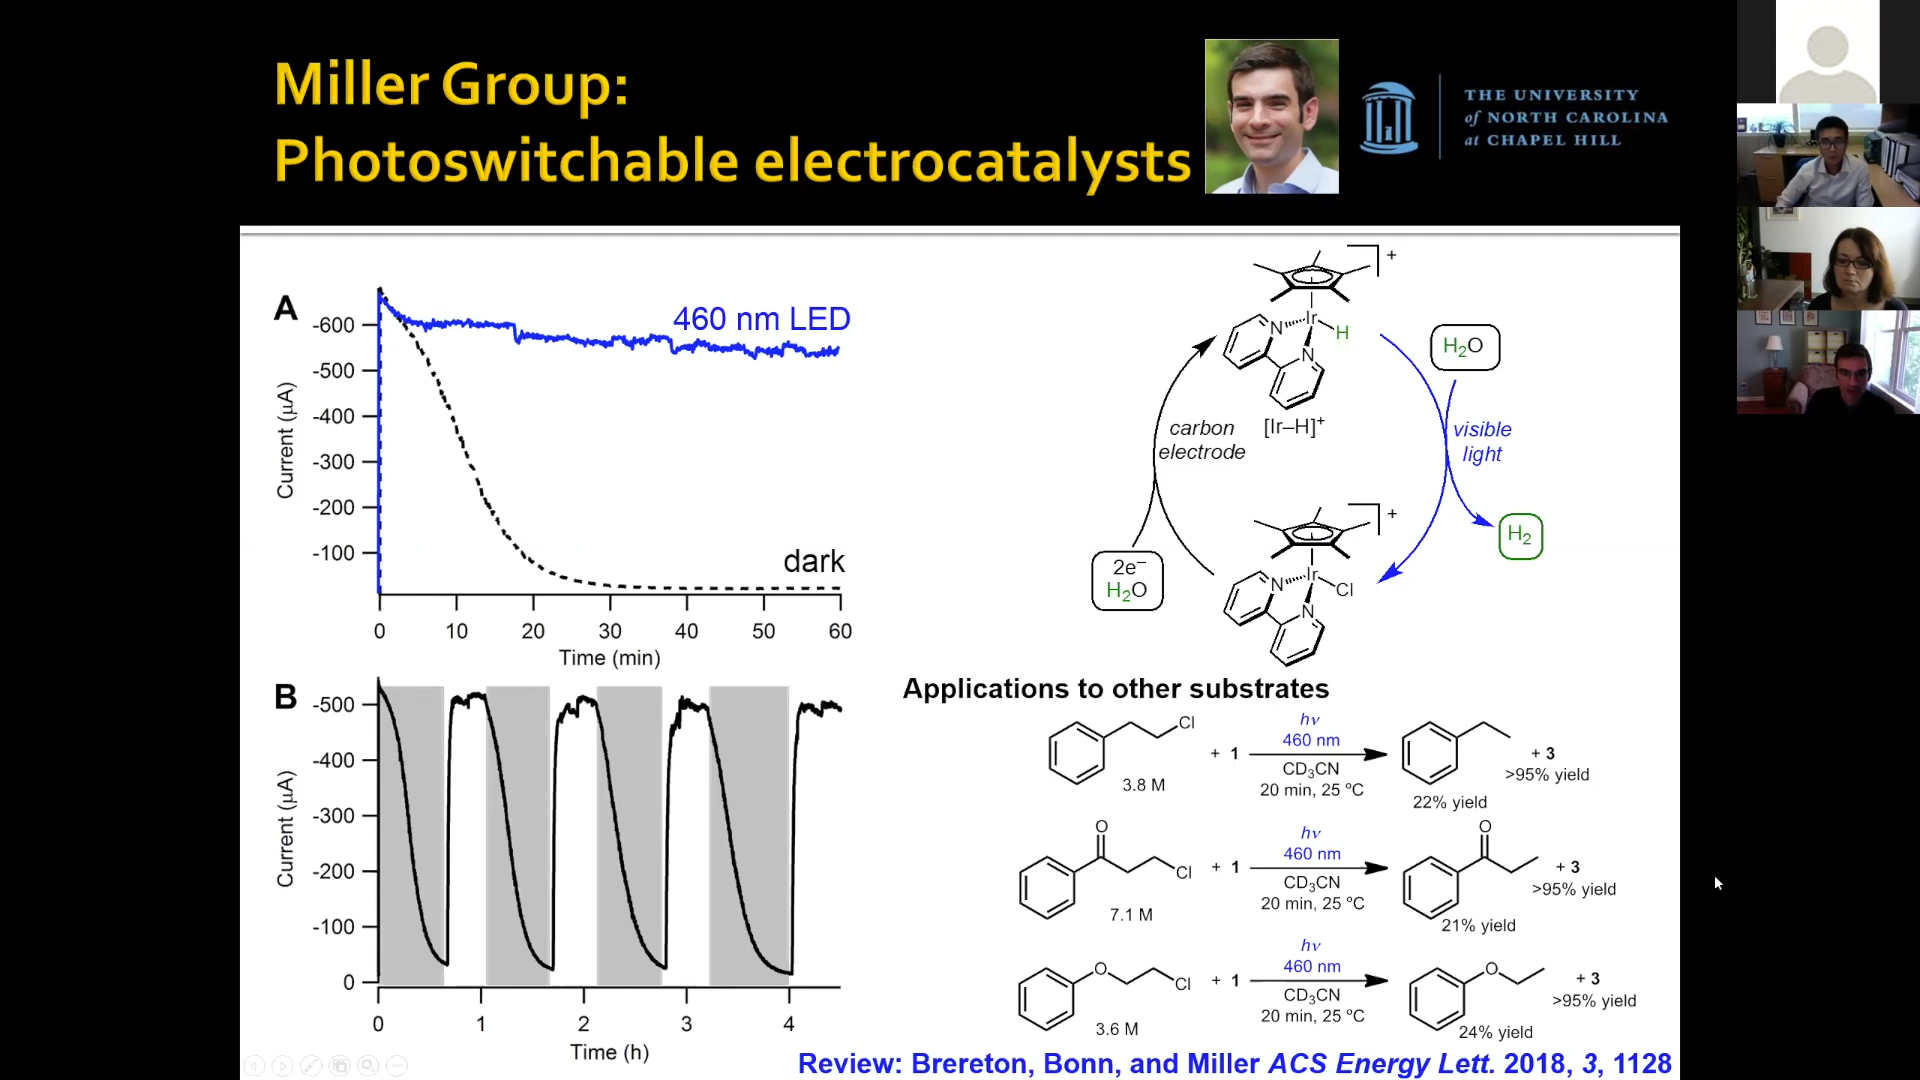 Miller Group:
Photoswitchable electrocatalysts
THE UNIVERSITY
of NORTH CAROLINA
at CHAPEL HILL
A
460 nm LED
dark
Current (µA)
-600
-500
-400
-300
-200
-100
0
10
20
30
40
50
60
Time (min)
B
Current (µA)
-500
-400
-300
-200
-100
0
0
1
2
3
4
Time (h)
+
Ir
H
N
N
[Ir–H]⁺
H₂O
carbon
electrode
visible
light
H₂
2e⁻
H₂O
+
Ir
Cl
N
N
Applications to other substrates
Cl
3.8 M
+ 1
hν
460 nm
CD₃CN
20 min, 25 ºC
22% yield
+ 3
>95% yield
O
Cl
7.1 M
+ 1
hν
460 nm
CD₃CN
20 min, 25 ºC
O
21% yield
+ 3
>95% yield
O
Cl
3.6 M
+ 1
hν
460 nm
CD₃CN
20 min, 25 ºC
O
24% yield
+ 3
>95% yield
Review: Brereton, Bonn, and Miller ACS Energy Lett. 2018, 3, 1128